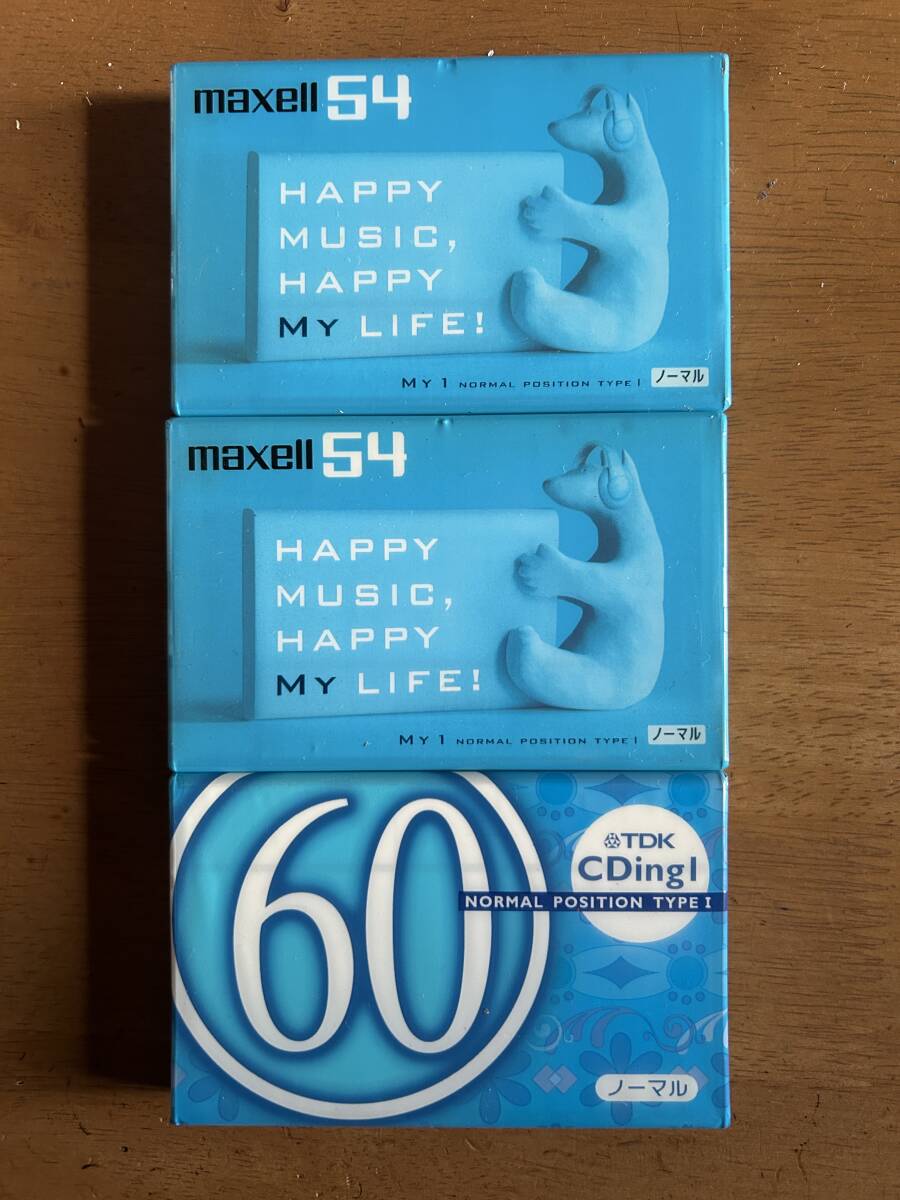 maxell 54
HAPPY
MUSIC,
HAPPY
MY LIFE!
MY 1 NORMAL POSITION TYPE I ノーマル
maxell 54
HAPPY
MUSIC,
HAPPY
MY LIFE!
MY 1 NORMAL POSITION TYPE I ノーマル
60
TDK
CDing I
NORMAL POSITION TYPE I
ノーマル